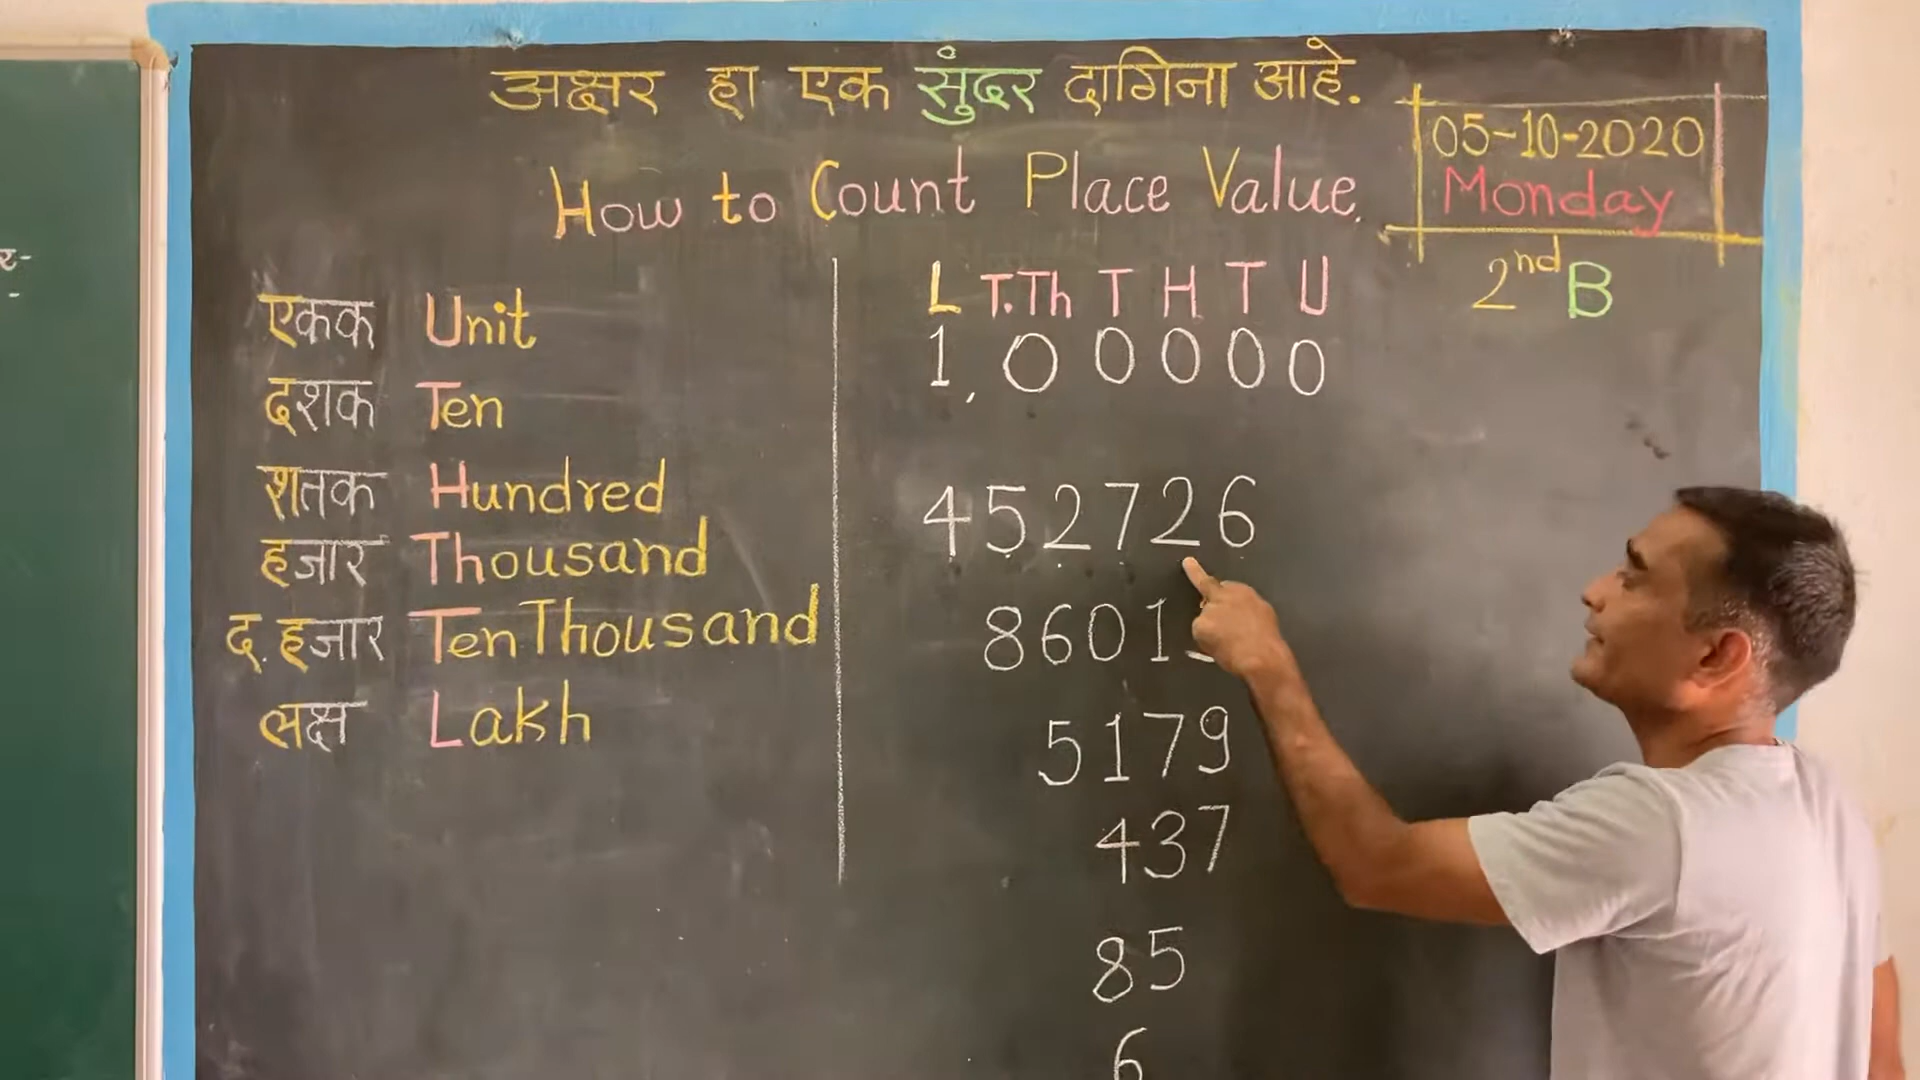 अक्षर हा एक सुंदर दागिना आहे.
How to Count Place Value.
05-10-2020
Monday
2nd B
एकक Unit
दशक Ten
शतक Hundred
हजार Thousand
द.हजार Ten Thousand
लक्ष Lakh
L T.Th T H T U
1,00000
452726
8601
5179
437
85
6